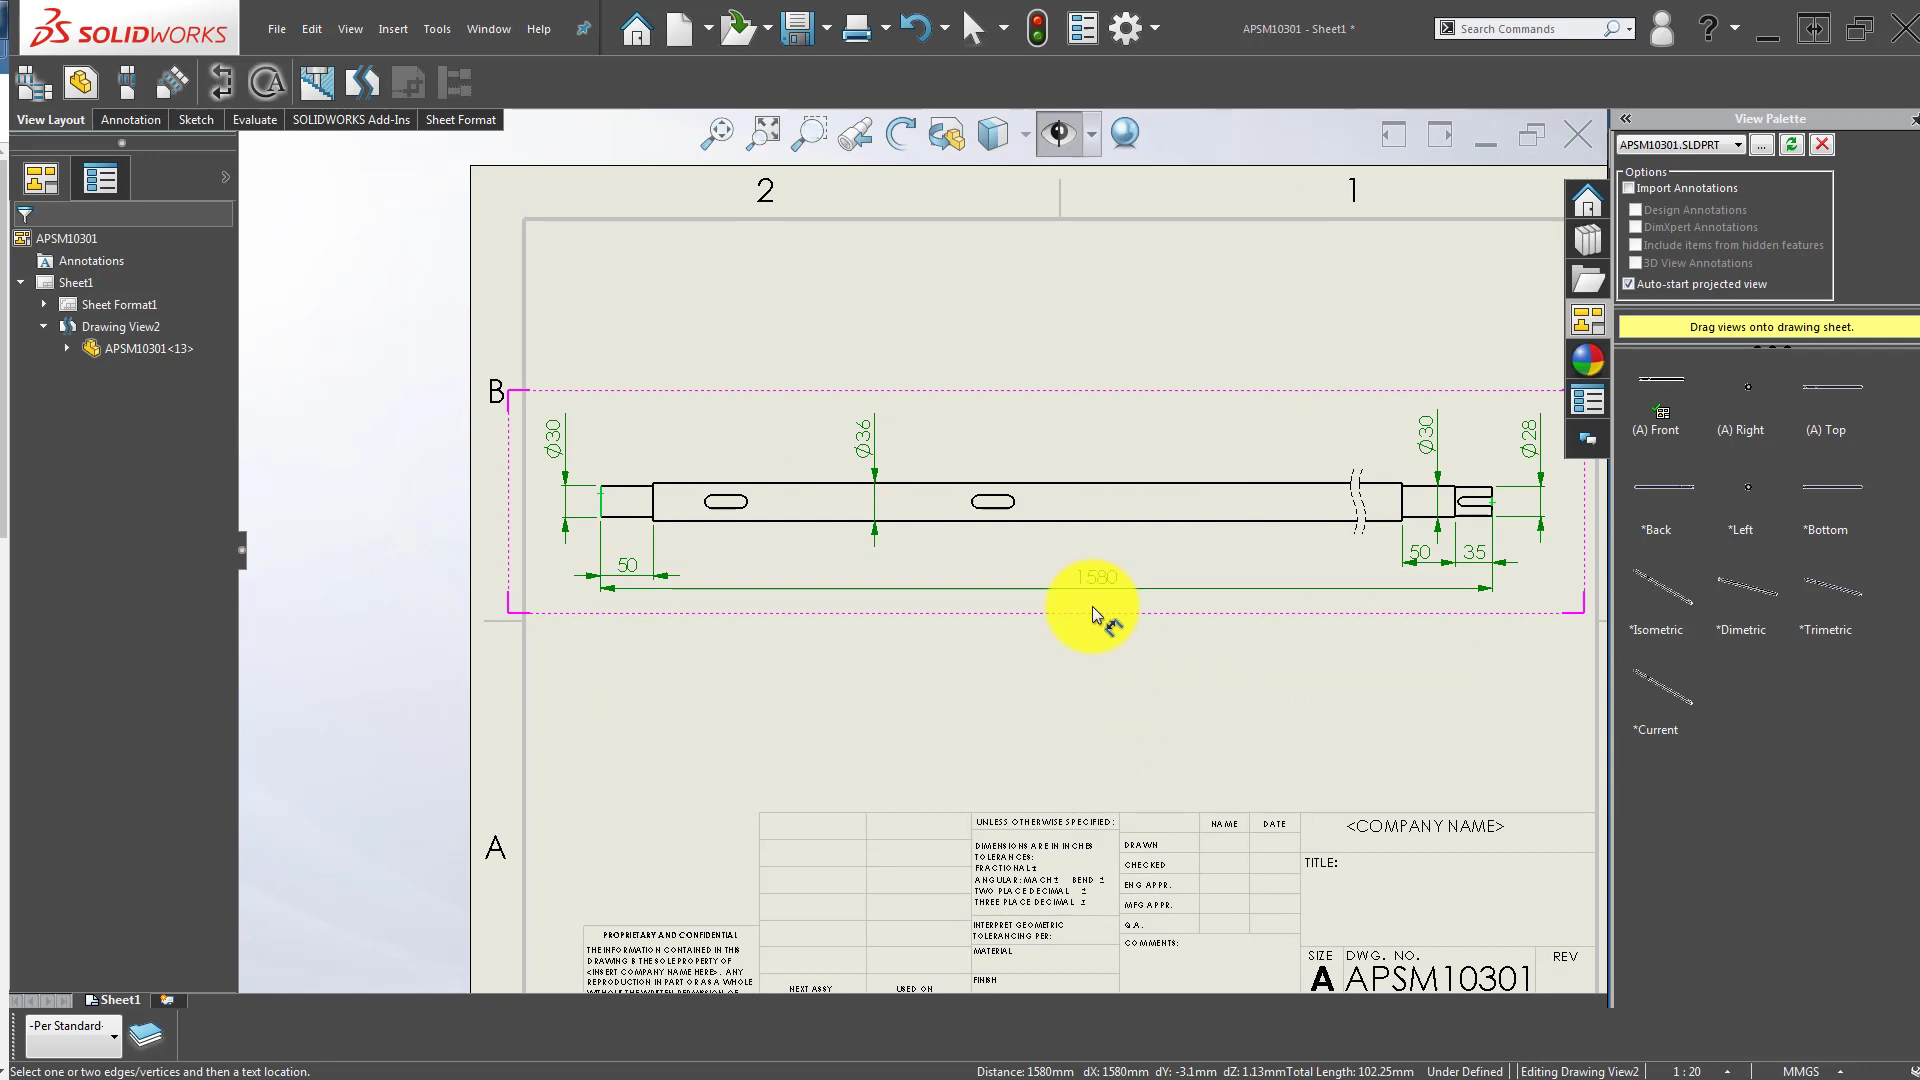 SOLIDWORKS
File Edit View Insert Tools Window Help
APSM10301 - Sheet1 *
Search Commands
View Layout Annotation Sketch Evaluate SOLIDWORKS Add-Ins Sheet Format
View Palette
APSM10301.SLDPRT
...
Options
Import Annotations
Design Annotations
DimXpert Annotations
Include items from hidden features
3D View Annotations
Auto-start projected view
Drag views onto drawing sheet.
(A) Front (A) Right (A) Top
*Back *Left *Bottom
*Isometric *Dimetric *Trimetric
*Current
APSM10301
Annotations
Sheet1
Sheet Format1
Drawing View2
APSM10301<13>
2 1
B
Ø30 Ø36 Ø30 Ø28
50 50 35
1580
A
UNLESS OTHERWISE SPECIFIED:
DIMENSIONS ARE IN INCHES
TOLERANCES:
FRACTIONAL±
ANGULAR: MACH± BEND ±
TWO PLACE DECIMAL ±
THREE PLACE DECIMAL ±
INTERPRET GEOMETRIC
TOLERANCING PER:
MATERIAL
FINISH
NAME DATE
DRAWN
CHECKED
ENG APPR.
MFG APPR.
Q.A.
COMMENTS:
<COMPANY NAME>
TITLE:
SIZE DWG. NO. REV
A APSM10301
PROPRIETARY AND CONFIDENTIAL
THE INFORMATION CONTAINED IN THIS
DRAWING IS THE SOLE PROPERTY OF
<INSERT COMPANY NAME HERE>. ANY
REPRODUCTION IN PART OR AS A WHOLE
WITHOUT THE WRITTEN PERMISSION OF
NEXT ASSY USED ON
Sheet1
-Per Standard-
Select one or two edges/vertices and then a text location.
Distance: 1580mm dX: 1580mm dY: -3.1mm dZ: 1.13mmTotal Length: 102.25mm Under Defined Editing Drawing View2 1 : 20 MMGS